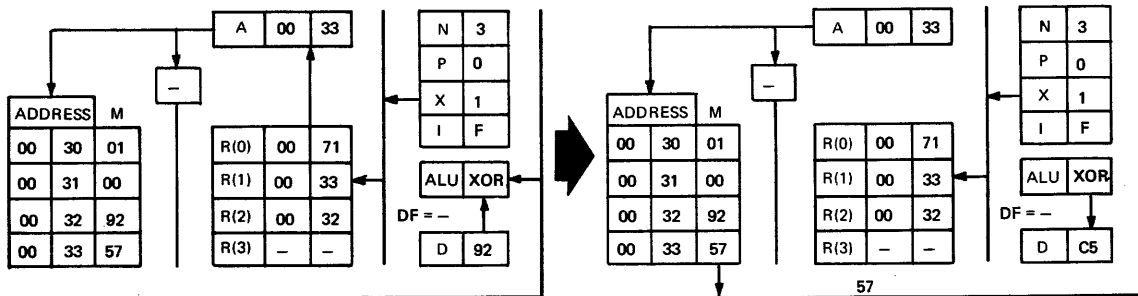 A 00 33
N 3
P 0
X 1
I F
–
ADDRESS M
00 30 01
00 31 00
00 32 92
00 33 57
R(0) 00 71
R(1) 00 33
R(2) 00 32
R(3) – –
ALU XOR
DF = –
D 92
A 00 33
N 3
P 0
X 1
I F
–
ADDRESS M
00 30 01
00 31 00
00 32 92
00 33 57
R(0) 00 71
R(1) 00 33
R(2) 00 32
R(3) – –
ALU XOR
DF = –
D C5
57